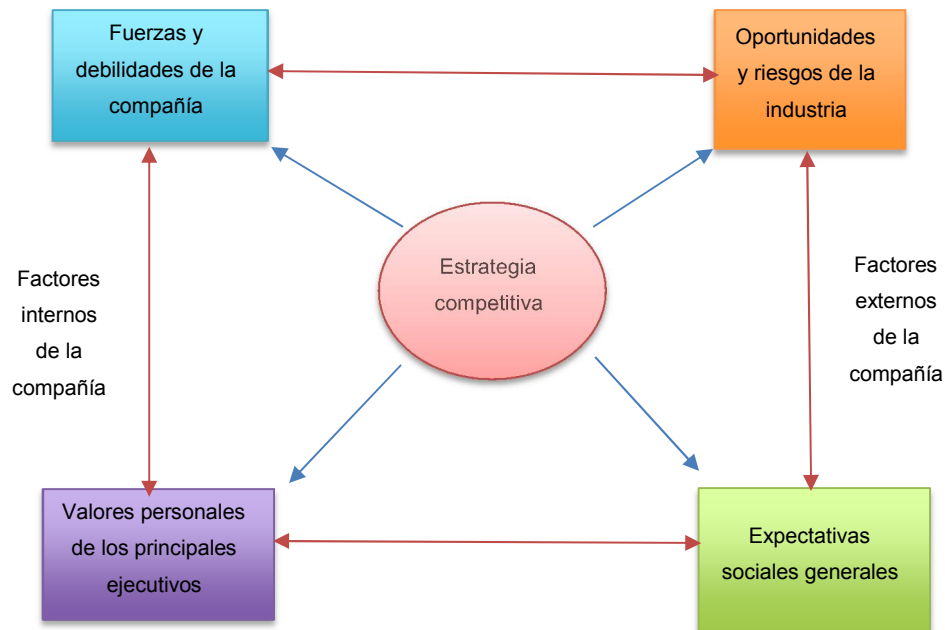 Fuerzas y
debilidades de la
compañía
Oportunidades
y riesgos de la
industria
Estrategia
competitiva
Factores
internos
de la
compañía
Factores
externos
de la
compañía
Valores personales
de los principales
ejecutivos
Expectativas
sociales generales